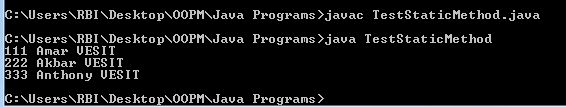 C:\Users\RBI\Desktop\OOPM\Java Programs>javac TestStaticMethod.java
C:\Users\RBI\Desktop\OOPM\Java Programs>java TestStaticMethod
111 Amar VESIT
222 Akbar VESIT
333 Anthony VESIT
C:\Users\RBI\Desktop\OOPM\Java Programs>